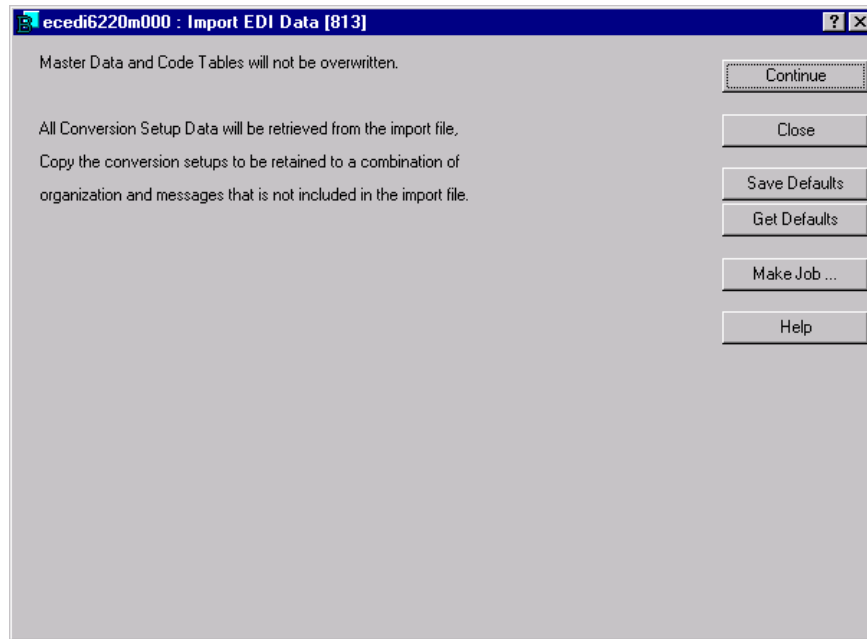 ecedi6220m000 : Import EDI Data [813]
Master Data and Code Tables will not be overwritten.
All Conversion Setup Data will be retrieved from the import file,
Copy the conversion setups to be retained to a combination of
organization and messages that is not included in the import file.
Continue
Close
Save Defaults
Get Defaults
Make Job ...
Help